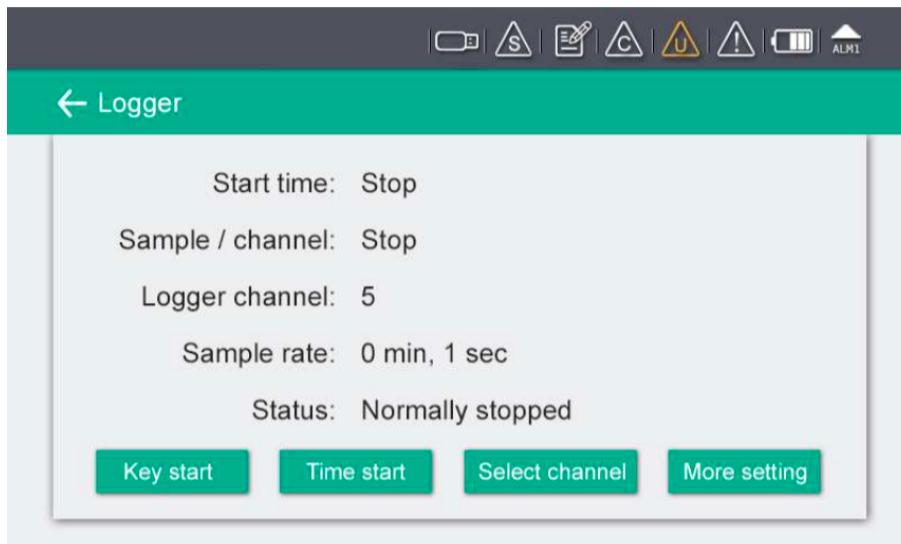 S C U ! ALM1
← Logger
Start time: Stop
Sample / channel: Stop
Logger channel: 5
Sample rate: 0 min, 1 sec
Status: Normally stopped
Key start Time start Select channel More setting